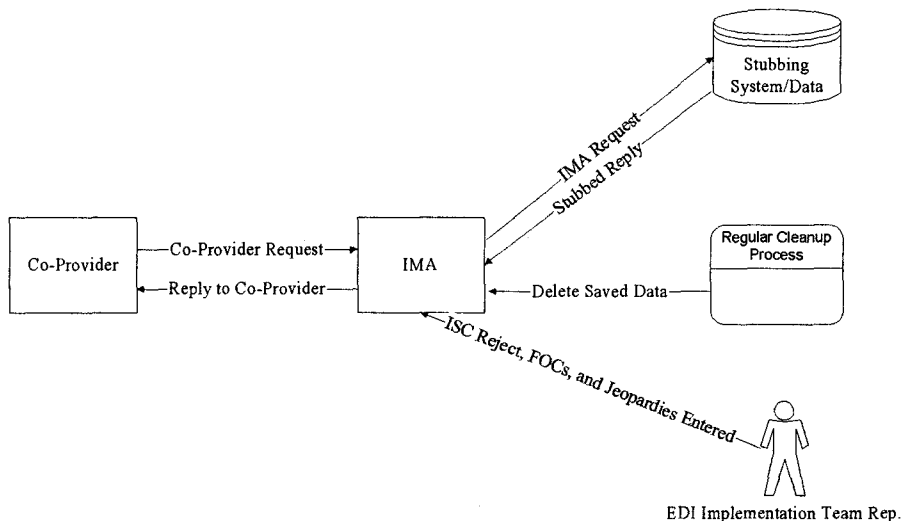 Stubbing
System/Data
IMA Request
Stubbed Reply
Co-Provider
Co-Provider Request
Reply to Co-Provider
IMA
Regular Cleanup
Process
Delete Saved Data
ISC Reject, FOCs, and Jeopardies Entered
EDI Implementation Team Rep.